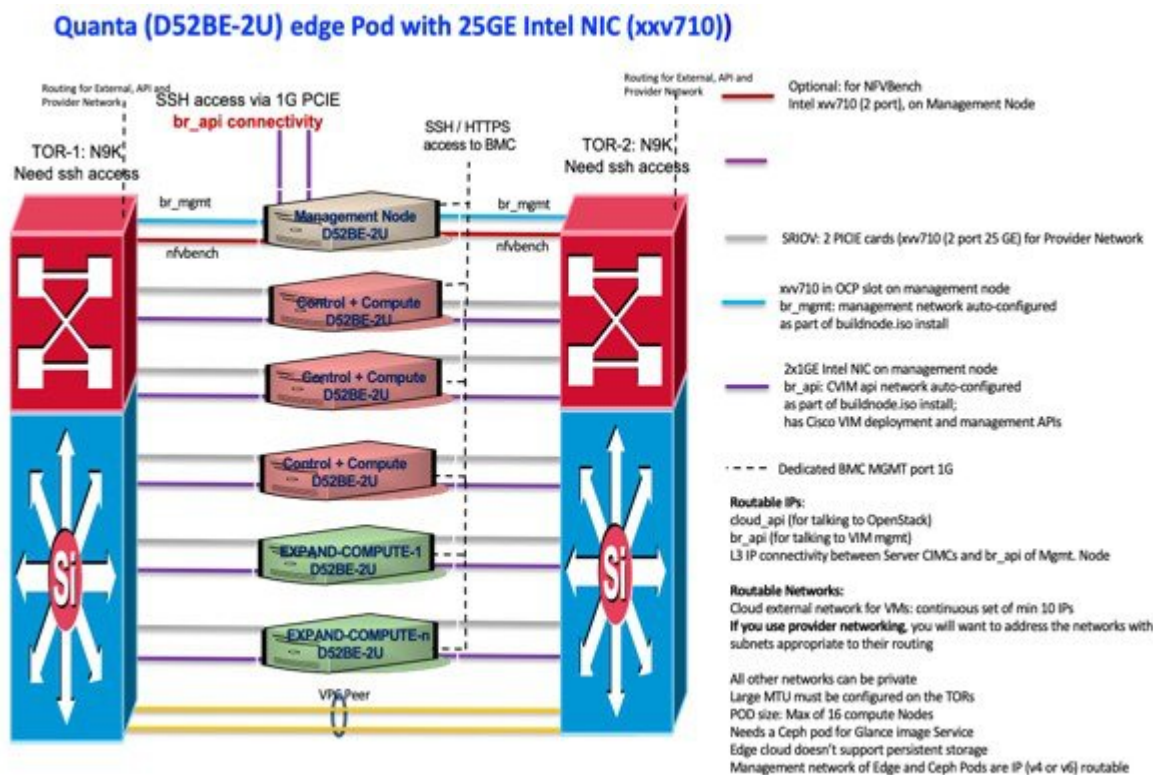 Quanta (D52BE-2U) edge Pod with 25GE Intel NIC (xxv710))
Routing for External, API and
Provider Network
SSH access via 1G PCIE
br_api connectivity
SSH / HTTPS
access to BMC
Routing for External, API and
Provider Network
TOR-1: N9K
Need ssh access
TOR-2: N9K
Need ssh access
br_mgmt
nfvbench
Management Node
D52BE-2U
br_mgmt
nfvbench
Control + Compute
D52BE-2U
Control + Compute
D52BE-2U
Control + Compute
D52BE-2U
EXPAND-COMPUTE-1
D52BE-2U
EXPAND-COMPUTE-n
D52BE-2U
Si
Si
VPC Peer
Optional: for NFVBench
Intel xvv710 (2 port), on Management Node
SRIOV: 2 PICIE cards (xvv710 (2 port 25 GE) for Provider Network
xvv710 in OCP slot on management node
br_mgmt: management network auto-configured
as part of buildnode.iso install
2x1GE Intel NIC on management node
br_api: CVIM api network auto-configured
as part of buildnode.iso install;
has Cisco VIM deployment and management APIs
Dedicated BMC MGMT port 1G
Routable IPs:
cloud_api (for talking to OpenStack)
br_api (for talking to VIM mgmt)
L3 IP connectivity between Server CIMCs and br_api of Mgmt. Node
Routable Networks:
Cloud external network for VMs: continuous set of min 10 IPs
If you use provider networking, you will want to address the networks with
subnets appropriate to their routing
All other networks can be private
Large MTU must be configured on the TORs
POD size: Max of 16 compute Nodes
Needs a Ceph pod for Glance image Service
Edge cloud doesn't support persistent storage
Management network of Edge and Ceph Pods are IP (v4 or v6) routable